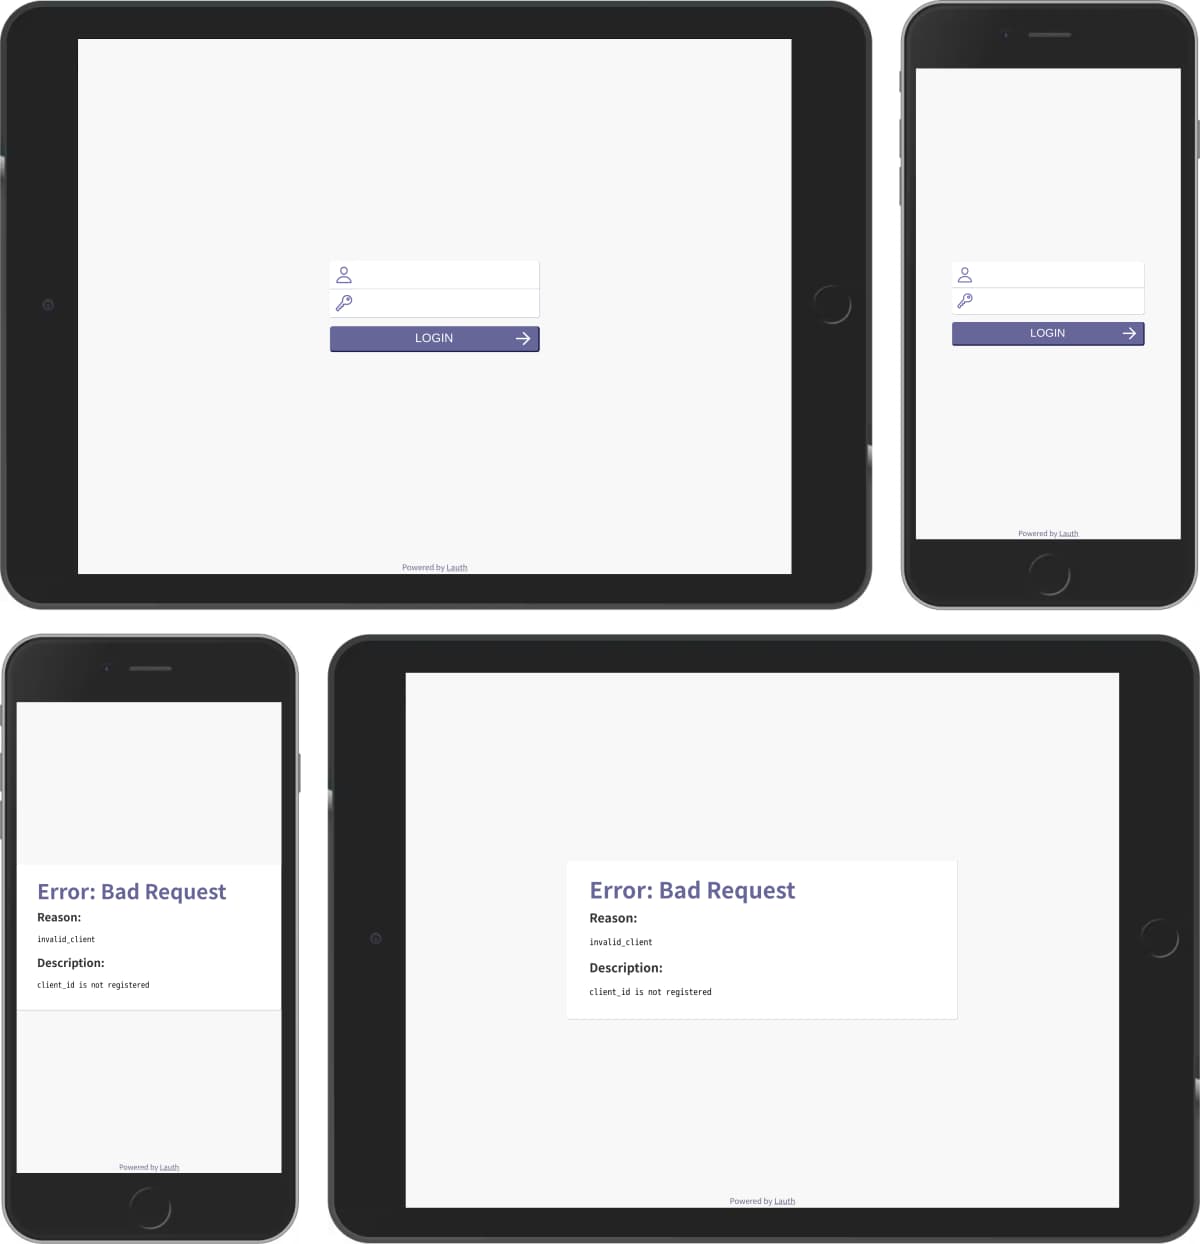 LOGIN
Powered by Lauth
LOGIN
Powered by Lauth
Error: Bad Request
Reason:
invalid_client
Description:
client_id is not registered
Powered by Lauth
Error: Bad Request
Reason:
invalid_client
Description:
client_id is not registered
Powered by Lauth